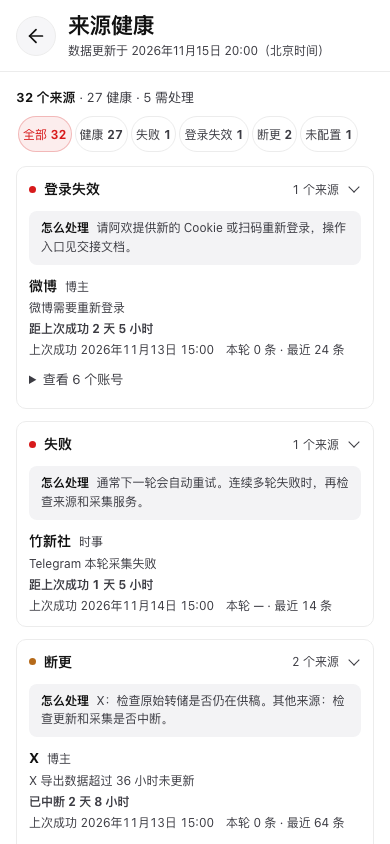 来源健康
数据更新于 2026年11月15日 20:00（北京时间）
32 个来源 · 27 健康 · 5 需处理
全部 32 健康 27 失败 1 登录失效 1 断更 2 未配置 1
登录失效 1 个来源
怎么处理 请阿欢提供新的 Cookie 或扫码重新登录，操作
入口见交接文档。
微博 博主
微博需要重新登录
距上次成功 2 天 5 小时
上次成功 2026年11月13日 15:00 本轮 0 条 · 最近 24 条
查看 6 个账号
失败 1 个来源
怎么处理 通常下一轮会自动重试。连续多轮失败时，再检
查来源和采集服务。
竹新社 时事
Telegram 本轮采集失败
距上次成功 1 天 5 小时
上次成功 2026年11月14日 15:00 本轮 — · 最近 14 条
断更 2 个来源
怎么处理 X：检查原始转储是否仍在供稿。其他来源：检
查更新和采集是否中断。
X 博主
X 导出数据超过 36 小时未更新
已中断 2 天 8 小时
上次成功 2026年11月13日 15:00 本轮 0 条 · 最近 64 条